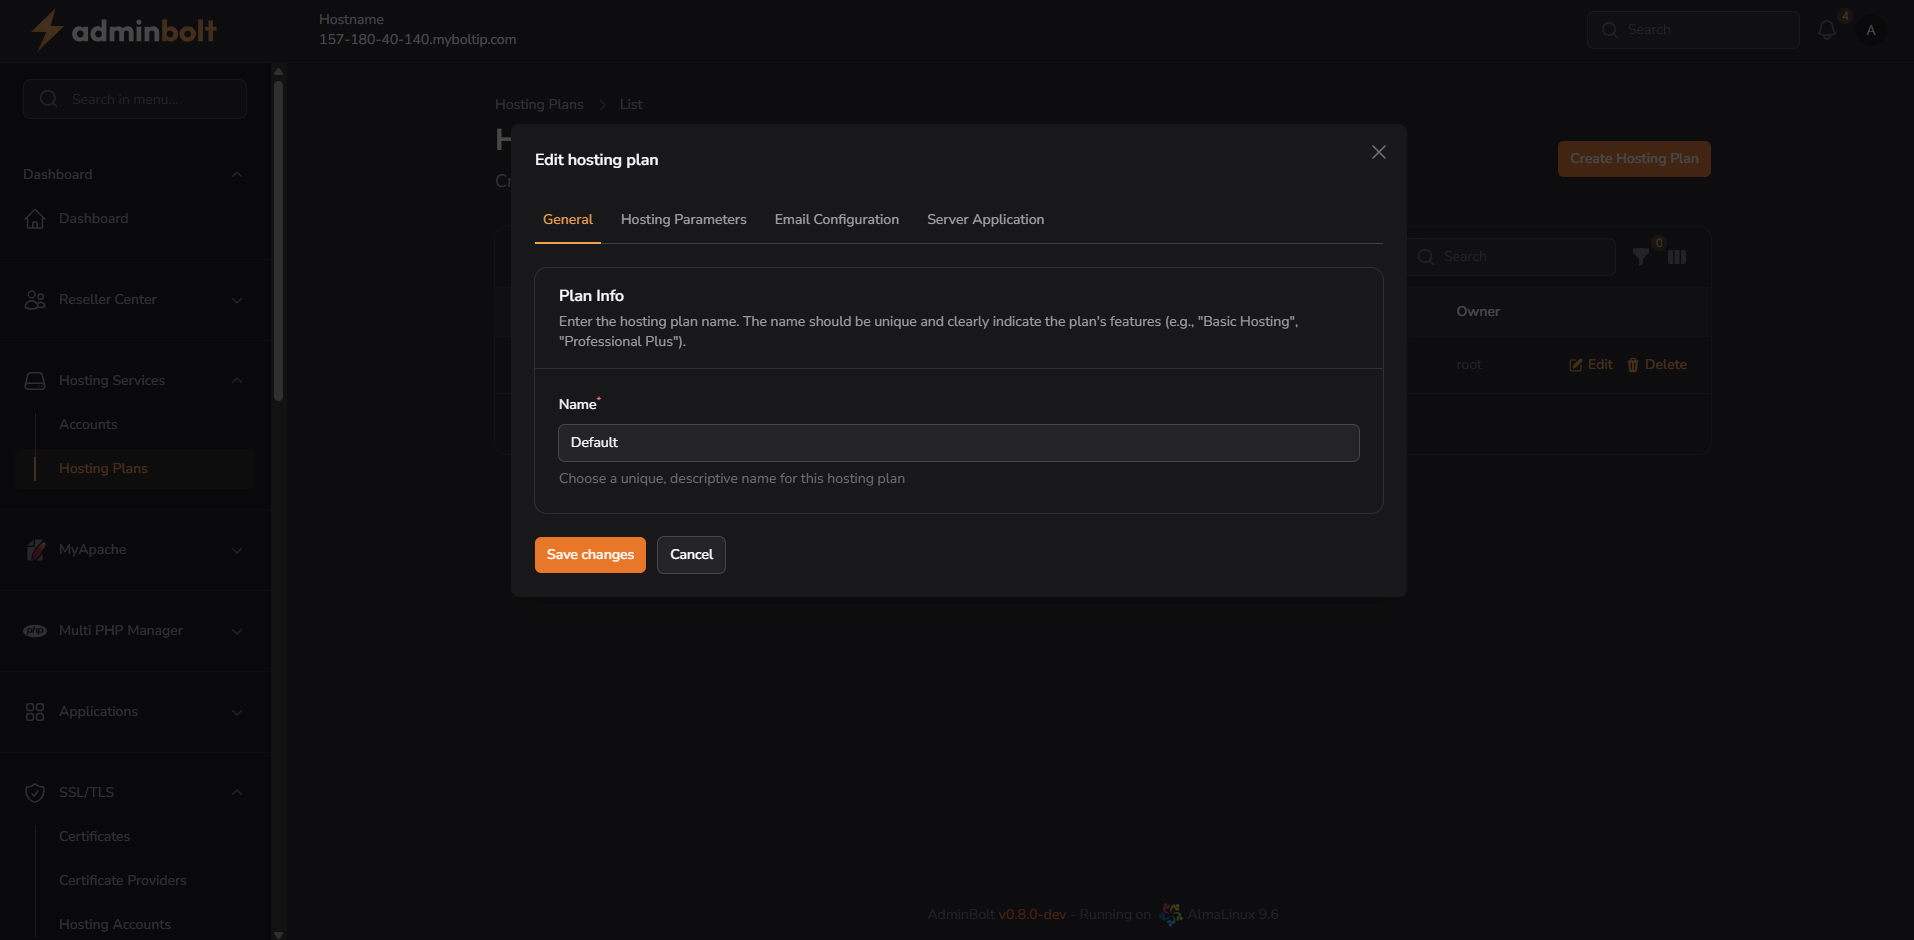 adminbolt
Hostname
157-180-40-140.myboltip.com
Search
4
A
Search in menu...
Dashboard
Dashboard
Reseller Center
Hosting Services
Accounts
Hosting Plans
MyApache
php
Multi PHP Manager
Applications
SSL/TLS
Certificates
Certificate Providers
Hosting Accounts
Hosting Plans
List
Create Hosting Plan
Search
0
Owner
root
Edit
Delete
Edit hosting plan
General
Hosting Parameters
Email Configuration
Server Application
Plan Info
Enter the hosting plan name. The name should be unique and clearly indicate the plan's features (e.g., "Basic Hosting",
"Professional Plus").
Name*
Default
Choose a unique, descriptive name for this hosting plan
Save changes
Cancel
AdminBolt v0.8.0-dev - Running on AlmaLinux 9.6